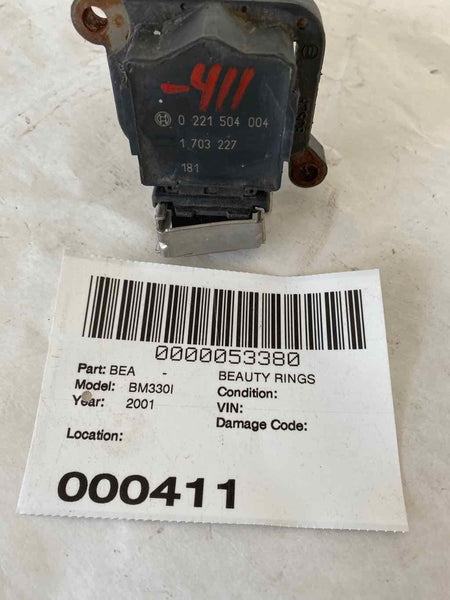 -411
0 221 504 004
1 703 227
181
0000053380
Part: BEA - BEAUTY RINGS
Model: BM330I Condition:
Year: 2001 VIN:
Damage Code:
Location:
000411